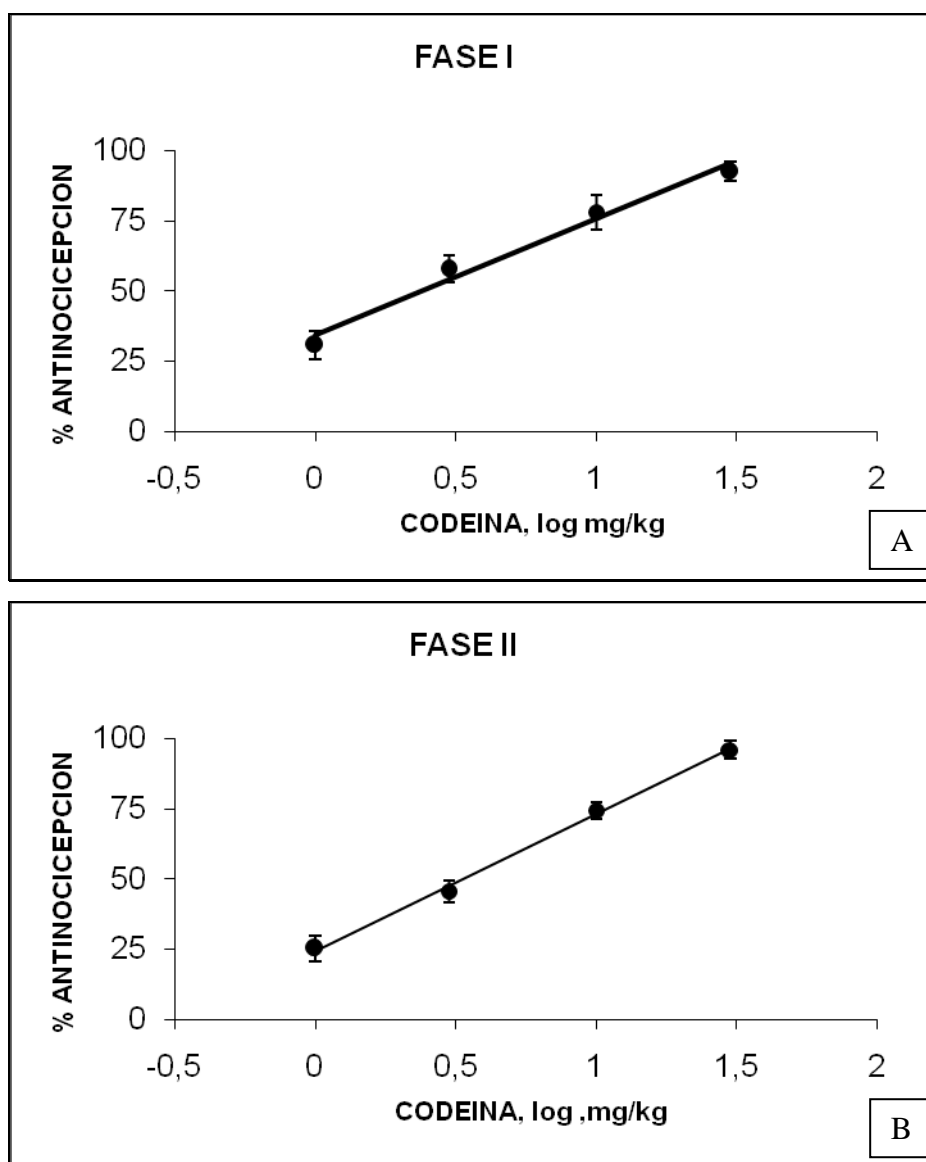 FASE I
% ANTINOCICEPCION
100
75
50
25
0
-0,5 0 0,5 1 1,5 2
CODEINA, log mg/kg
A
FASE II
% ANTINOCICEPCION
100
75
50
25
0
-0,5 0 0,5 1 1,5 2
CODEINA, log ,mg/kg
B